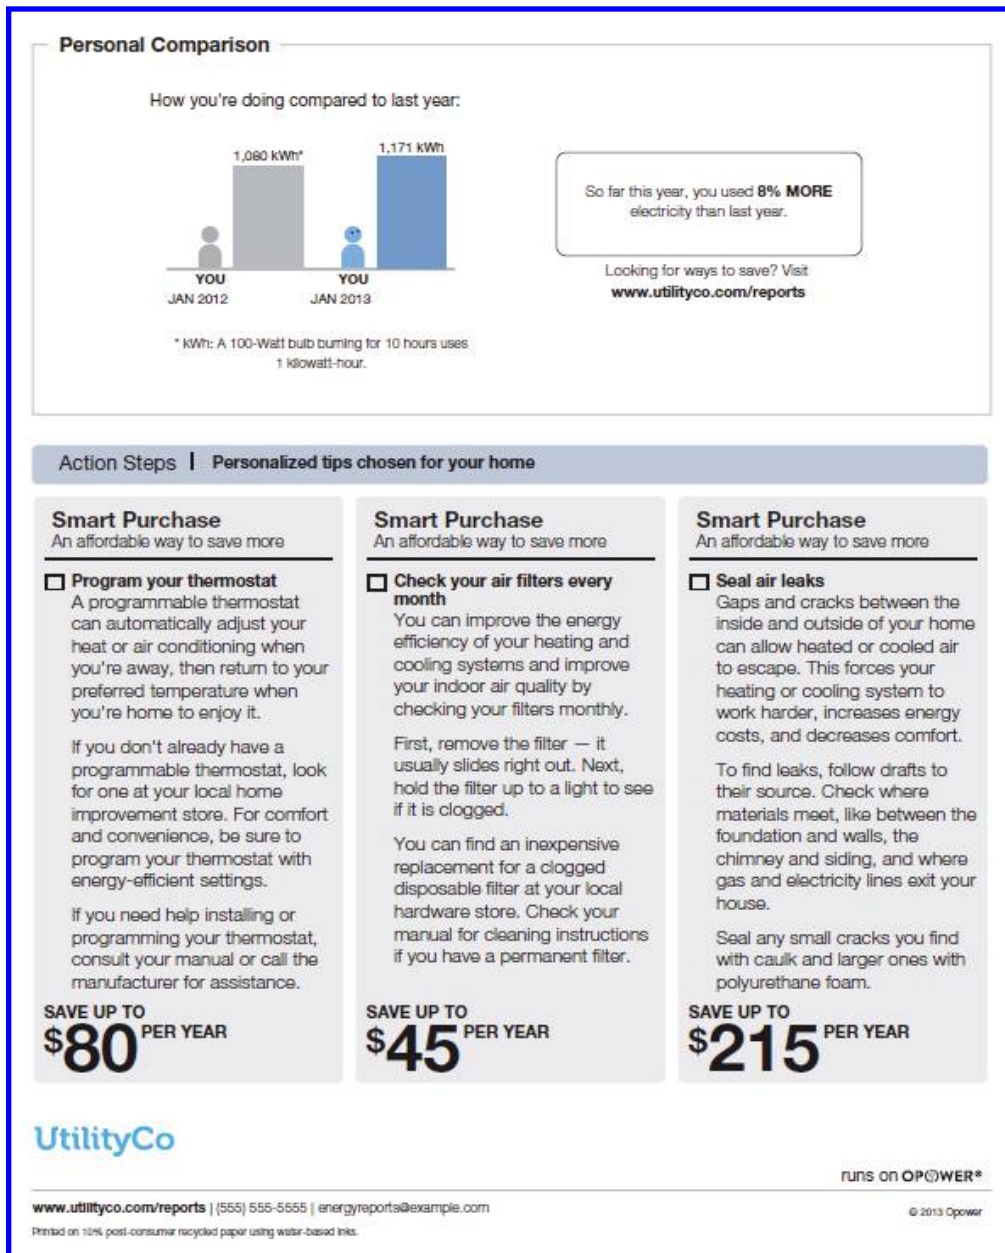 Personal Comparison
How you're doing compared to last year:
1,080 kWh*
1,171 kWh
YOU
YOU
JAN 2012
JAN 2013
* kWh: A 100-Watt bulb burning for 10 hours uses
1 kilowatt-hour.
So far this year, you used 8% MORE
electricity than last year.
Looking for ways to save? Visit
www.utilityco.com/reports
Action Steps | Personalized tips chosen for your home
Smart Purchase
An affordable way to save more
Program your thermostat
A programmable thermostat
can automatically adjust your
heat or air conditioning when
you're away, then return to your
preferred temperature when
you're home to enjoy it.
If you don't already have a
programmable thermostat, look
for one at your local home
improvement store. For comfort
and convenience, be sure to
program your thermostat with
energy-efficient settings.
If you need help installing or
programming your thermostat,
consult your manual or call the
manufacturer for assistance.
SAVE UP TO
$80 PER YEAR
Smart Purchase
An affordable way to save more
Check your air filters every
month
You can improve the energy
efficiency of your heating and
cooling systems and improve
your indoor air quality by
checking your filters monthly.
First, remove the filter — it
usually slides right out. Next,
hold the filter up to a light to see
if it is clogged.
You can find an inexpensive
replacement for a clogged
disposable filter at your local
hardware store. Check your
manual for cleaning instructions
if you have a permanent filter.
SAVE UP TO
$45 PER YEAR
Smart Purchase
An affordable way to save more
Seal air leaks
Gaps and cracks between the
inside and outside of your home
can allow heated or cooled air
to escape. This forces your
heating or cooling system to
work harder, increases energy
costs, and decreases comfort.
To find leaks, follow drafts to
their source. Check where
materials meet, like between the
foundation and walls, the
chimney and siding, and where
gas and electricity lines exit your
house.
Seal any small cracks you find
with caulk and larger ones with
polyurethane foam.
SAVE UP TO
$215 PER YEAR
UtilityCo
runs on OPOWER®
www.utilityco.com/reports | (555) 555-5555 | energyreports@example.com
© 2013 Opower
Printed on 10% post-consumer recycled paper using water-based inks.